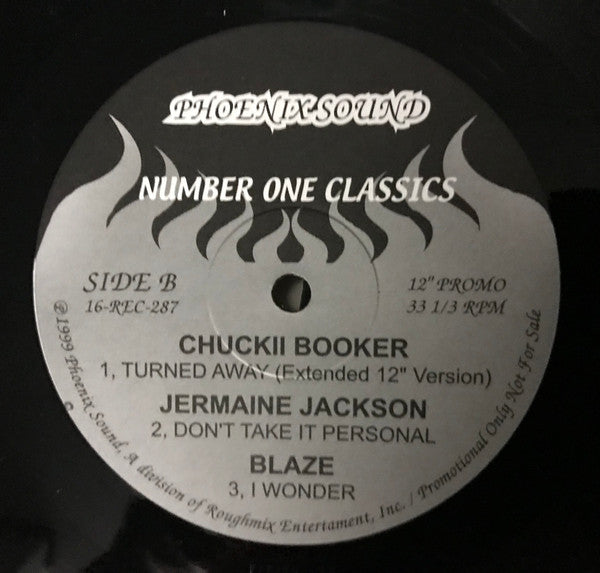 PHOENIX SOUND
NUMBER ONE CLASSICS
SIDE B
16-REC-287
12" PROMO
33 1/3 RPM
CHUCKII BOOKER
1, TURNED AWAY (Extended 12" Version)
JERMAINE JACKSON
2, DON'T TAKE IT PERSONAL
BLAZE
3, I WONDER
℗ 1999 Phoenix Sound, A division of Roughmix Entertament, Inc. / Promotional Only Not For Sale